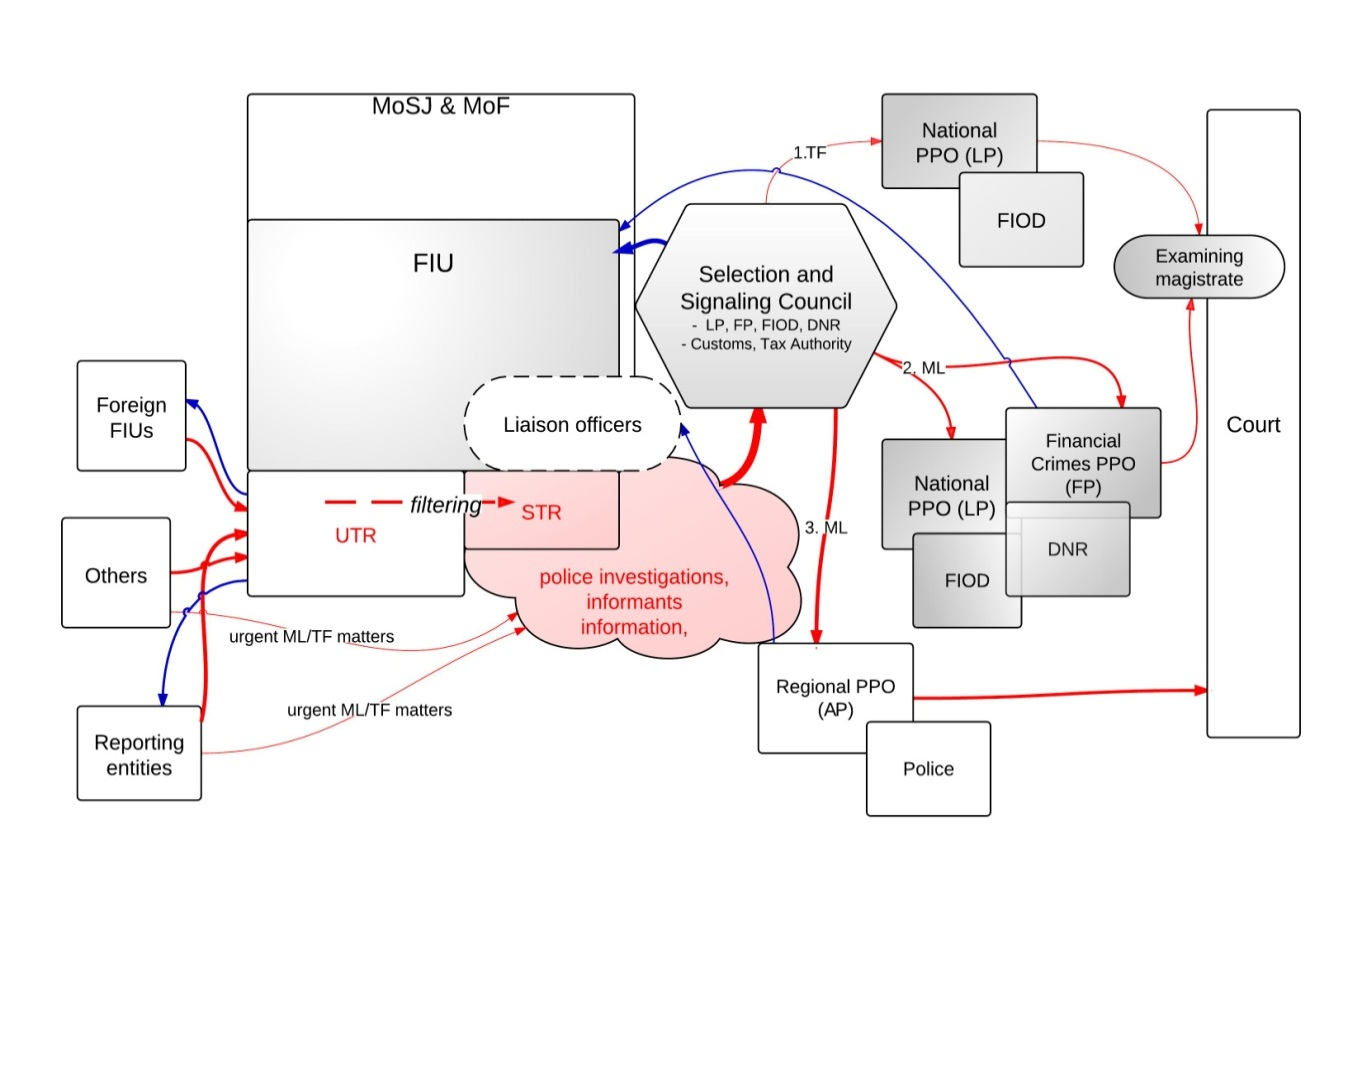 MoSJ & MoF
National
PPO (LP)
1.TF
FIOD
FIU
Examining
magistrate
Selection and
Signaling Council
- LP, FP, FIOD, DNR
- Customs, Tax Authority
2. ML
Foreign
FIUs
Liaison officers
Court
Financial
Crimes PPO
(FP)
National
PPO (LP)
filtering
STR
UTR
3. ML
DNR
Others
FIOD
police investigations,
informants
information,
urgent ML/TF matters
Regional PPO
(AP)
urgent ML/TF matters
Reporting
entities
Police